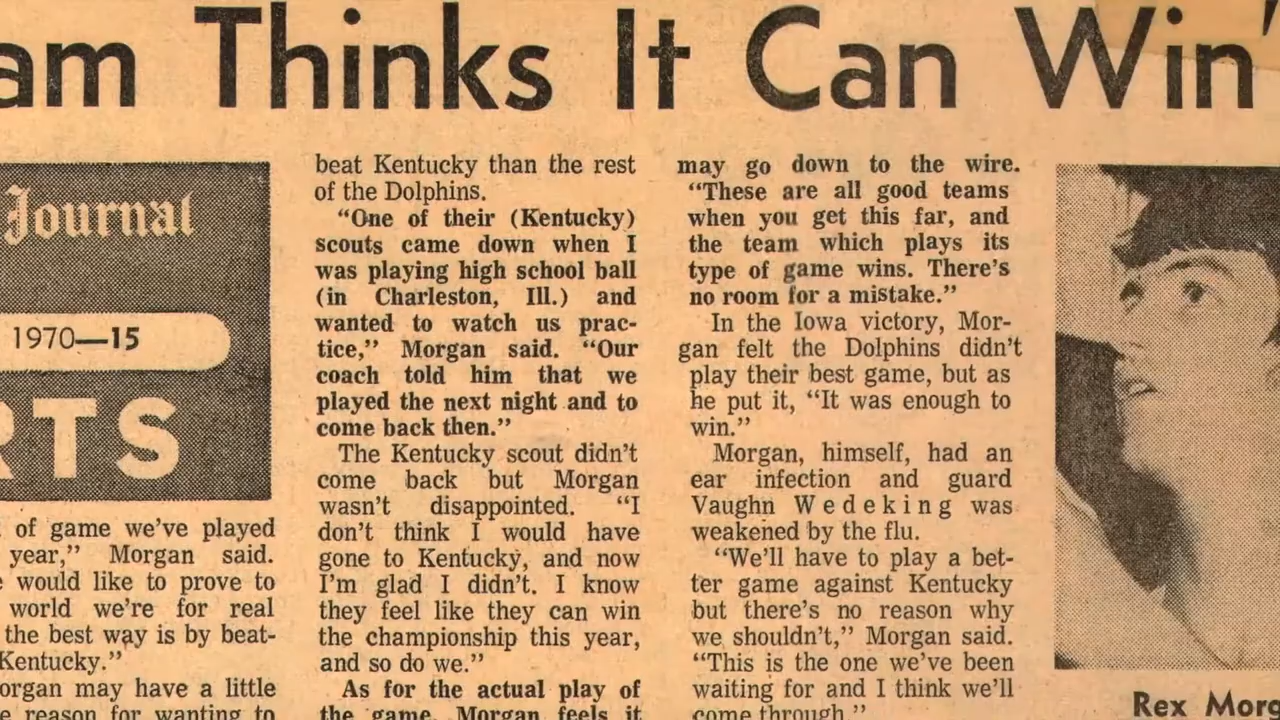 am Thinks It Can Win'
Journal
1970—15
RTS
of game we've played
year," Morgan said.
would like to prove to
world we're for real
the best way is by beat-
Kentucky."
organ may have a little
reason for wanting to
beat Kentucky than the rest
of the Dolphins.
"One of their (Kentucky)
scouts came down when I
was playing high school ball
(in Charleston, Ill.) and
wanted to watch us prac-
tice," Morgan said. "Our
coach told him that we
played the next night and to
come back then."
The Kentucky scout didn't
come back but Morgan
wasn't disappointed. "I
don't think I would have
gone to Kentucky, and now
I'm glad I didn't. I know
they feel like they can win
the championship this year,
and so do we."
As for the actual play of
the game, Morgan feels it
may go down to the wire.
"These are all good teams
when you get this far, and
the team which plays its
type of game wins. There's
no room for a mistake."
In the Iowa victory, Mor-
gan felt the Dolphins didn't
play their best game, but as
he put it, "It was enough to
win."
Morgan, himself, had an
ear infection and guard
Vaughn Wedeking was
weakened by the flu.
"We'll have to play a bet-
ter game against Kentucky
but there's no reason why
we shouldn't," Morgan said.
"This is the one we've been
waiting for and I think we'll
come through."
Rex Morg